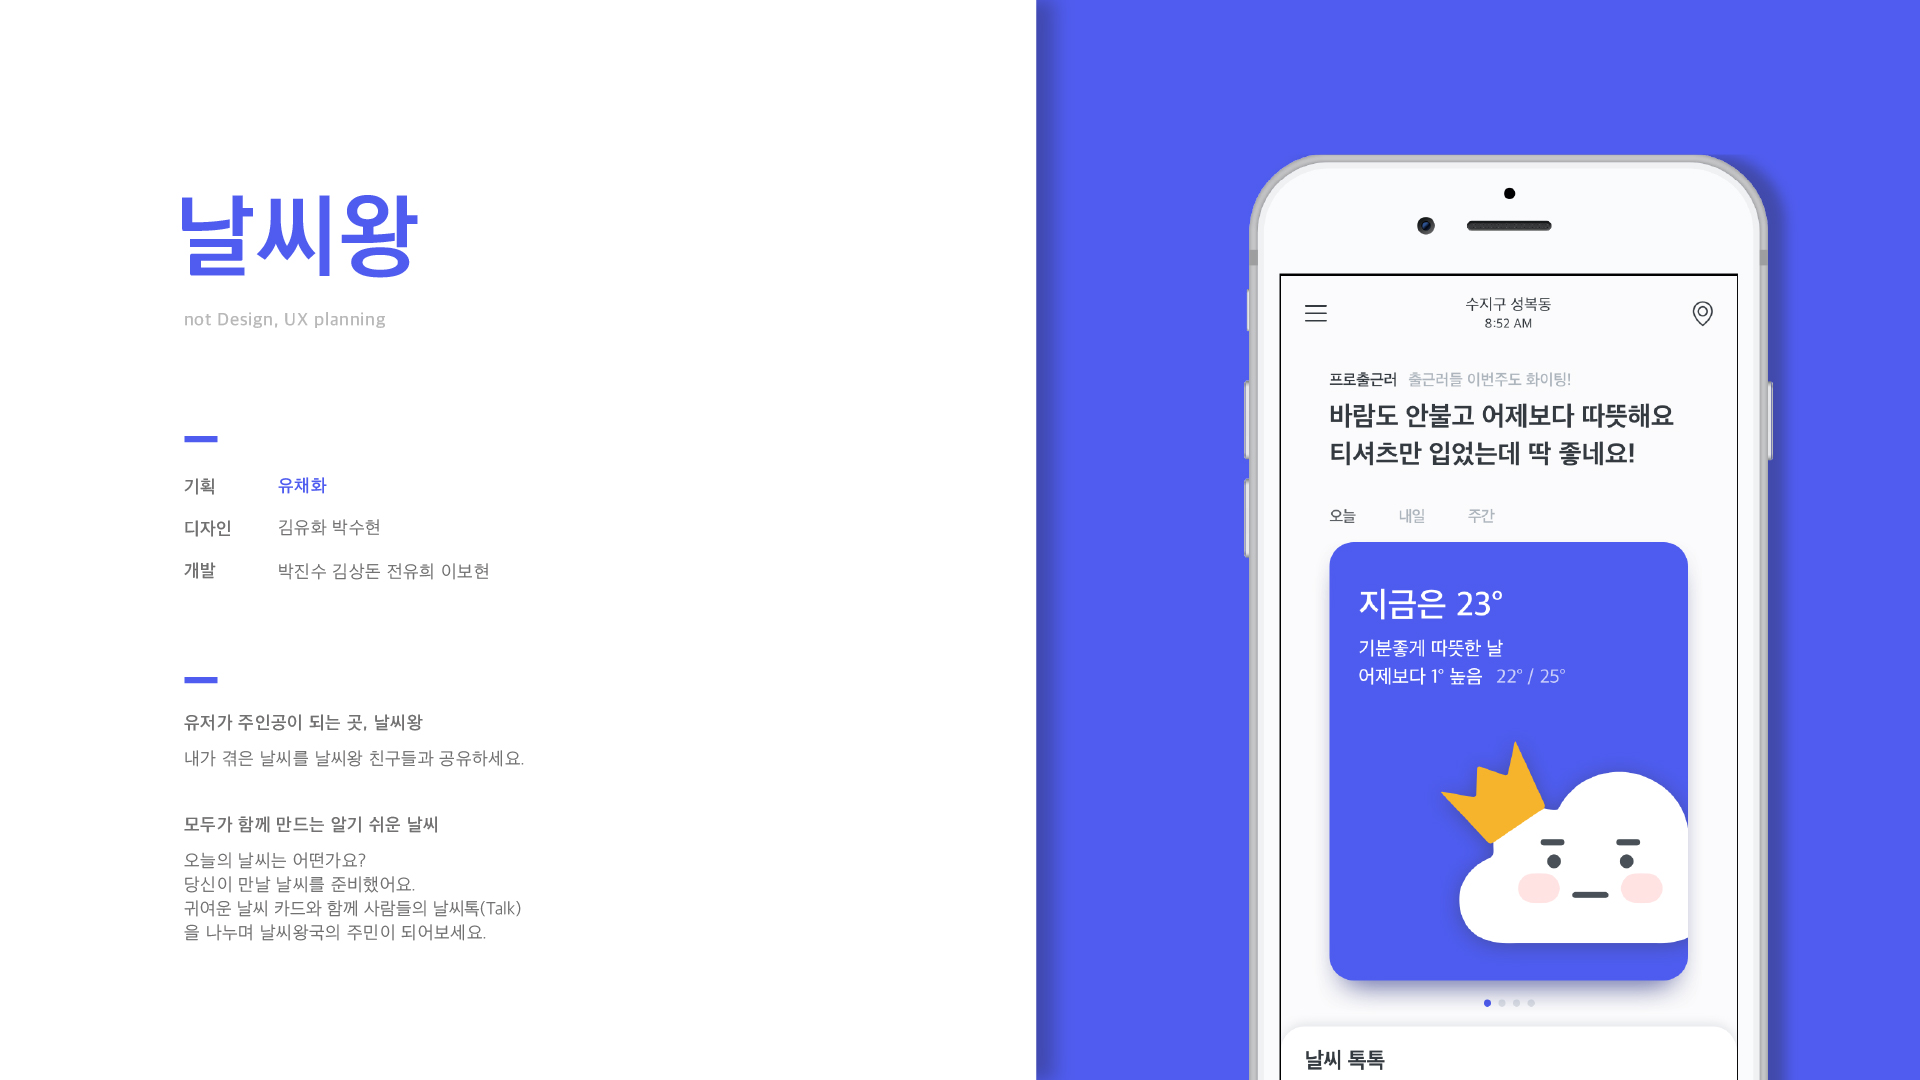 날씨왕
not Design, UX planning
기획 유채화
디자인 김유화 박수현
개발 박진수 김상돈 전유희 이보현
유저가 주인공이 되는 곳, 날씨왕
내가 겪은 날씨를 날씨왕 친구들과 공유하세요.
모두가 함께 만드는 알기 쉬운 날씨
오늘의 날씨는 어떤가요?
당신이 만날 날씨를 준비했어요.
귀여운 날씨 카드와 함께 사람들의 날씨톡(Talk)
을 나누며 날씨왕국의 주민이 되어보세요.
수지구 성복동
8:52 AM
프로출근러 출근러들 이번주도 화이팅!
바람도 안불고 어제보다 따뜻해요
티셔츠만 입었는데 딱 좋네요!
오늘 내일 주간
지금은 23°
기분좋게 따뜻한 날
어제보다 1° 높음 22° / 25°
날씨 톡톡